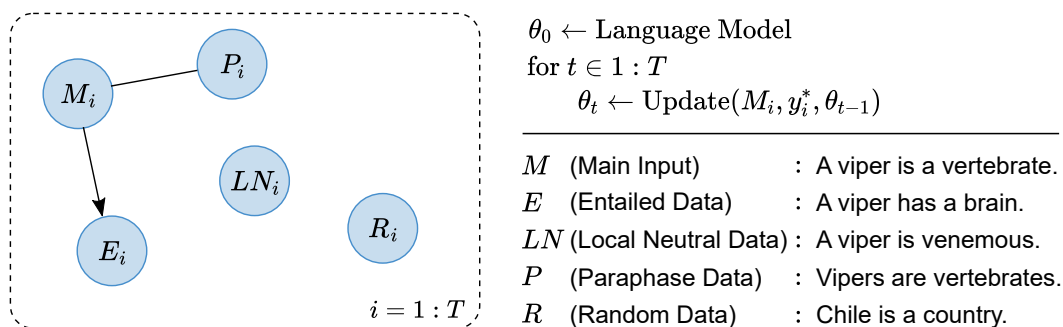 M_i
P_i
LN_i
R_i
E_i
i = 1 : T
θ_0 ← Language Model
for t ∈ 1 : T
θ_t ← Update(M_i, y_i^*, θ_{t−1})
M (Main Input) : A viper is a vertebrate.
E (Entailed Data) : A viper has a brain.
LN (Local Neutral Data) : A viper is venemous.
P (Paraphase Data) : Vipers are vertebrates.
R (Random Data) : Chile is a country.